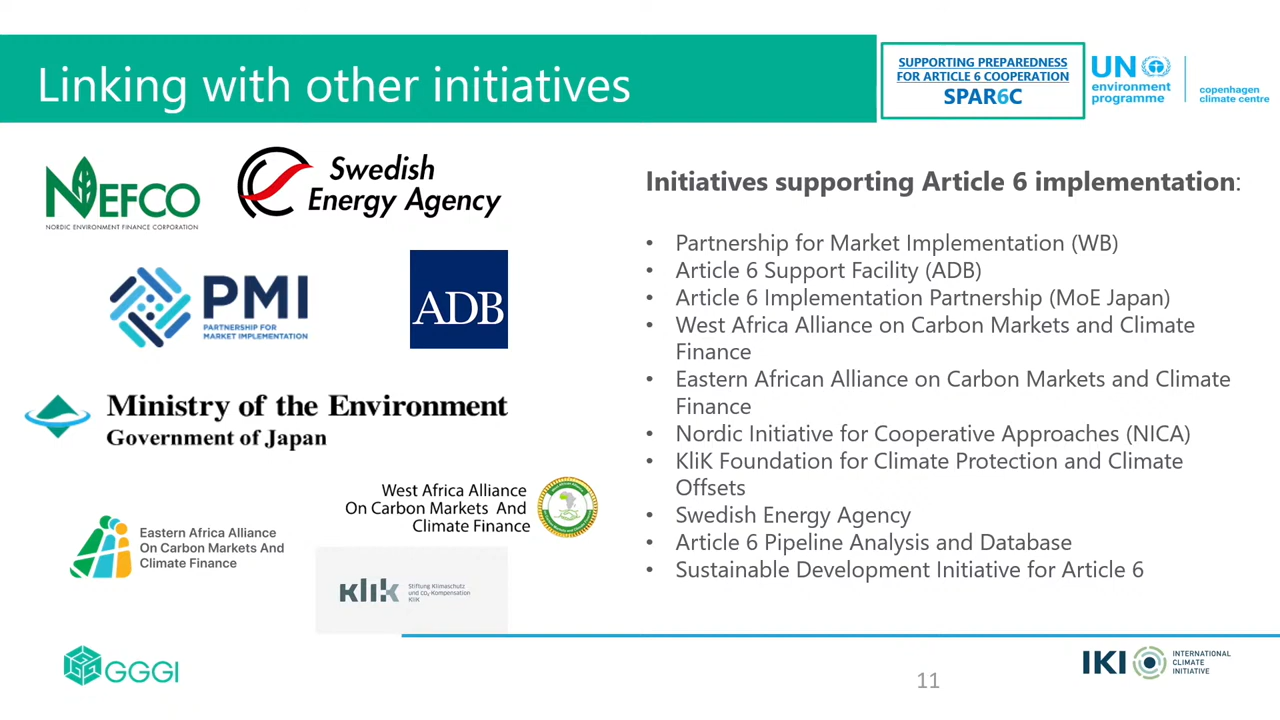 Linking with other initiatives
SUPPORTING PREPAREDNESS
FOR ARTICLE 6 COOPERATION
SPAR6C
UN
environment
programme
copenhagen
climate centre
NEFCO
NORDIC ENVIRONMENT FINANCE CORPORATION
Swedish
Energy Agency
PMI
PARTNERSHIP FOR
MARKET IMPLEMENTATION
ADB
Ministry of the Environment
Government of Japan
West Africa Alliance
On Carbon Markets And
Climate Finance
Eastern Africa Alliance
On Carbon Markets And
Climate Finance
klik
Stiftung Klimaschutz
und CO₂-Kompensation
KliK
Initiatives supporting Article 6 implementation:
• Partnership for Market Implementation (WB)
• Article 6 Support Facility (ADB)
• Article 6 Implementation Partnership (MoE Japan)
• West Africa Alliance on Carbon Markets and Climate
Finance
• Eastern African Alliance on Carbon Markets and Climate
Finance
• Nordic Initiative for Cooperative Approaches (NICA)
• KliK Foundation for Climate Protection and Climate
Offsets
• Swedish Energy Agency
• Article 6 Pipeline Analysis and Database
• Sustainable Development Initiative for Article 6
GGGI
11
IKI
INTERNATIONAL
CLIMATE
INITIATIVE